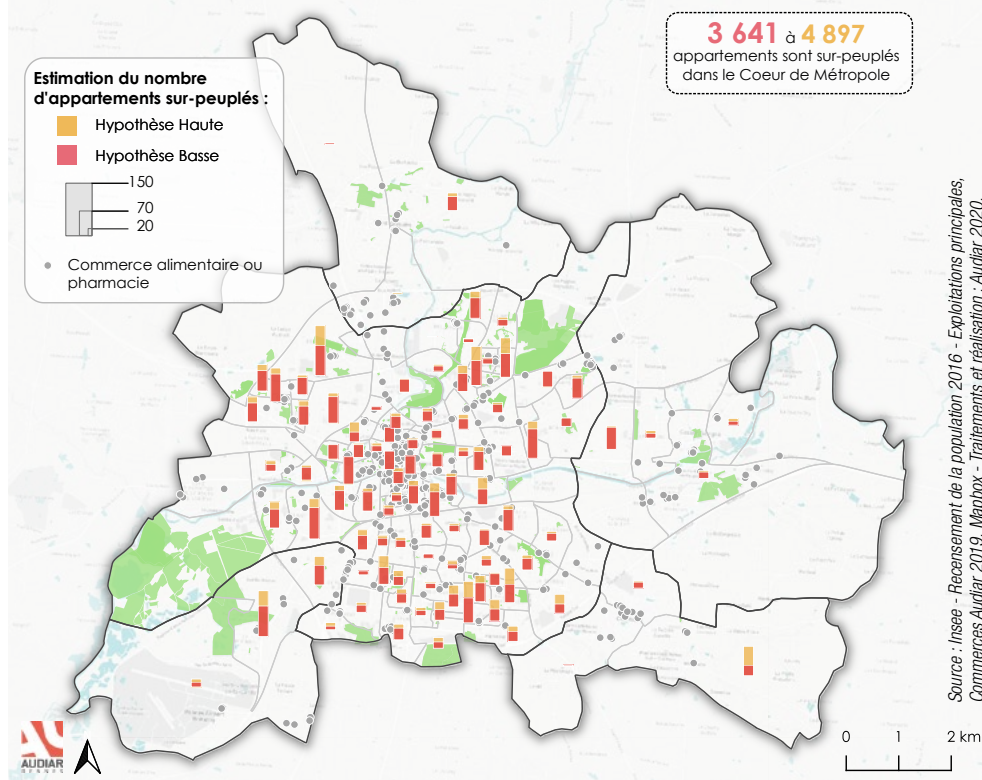 3 641 à 4 897
appartements sont sur-peuplés
dans le Coeur de Métropole
Estimation du nombre
d'appartements sur-peuplés :
Hypothèse Haute
Hypothèse Basse
150
70
20
Commerce alimentaire ou
pharmacie
Source : Insee - Recensement de la population 2016 - Exploitations principales,
Commerces Audiar 2019, Mapbox - Traitements et réalisation : Audiar 2020.
AUDIAR
RENNES
0 1 2 km